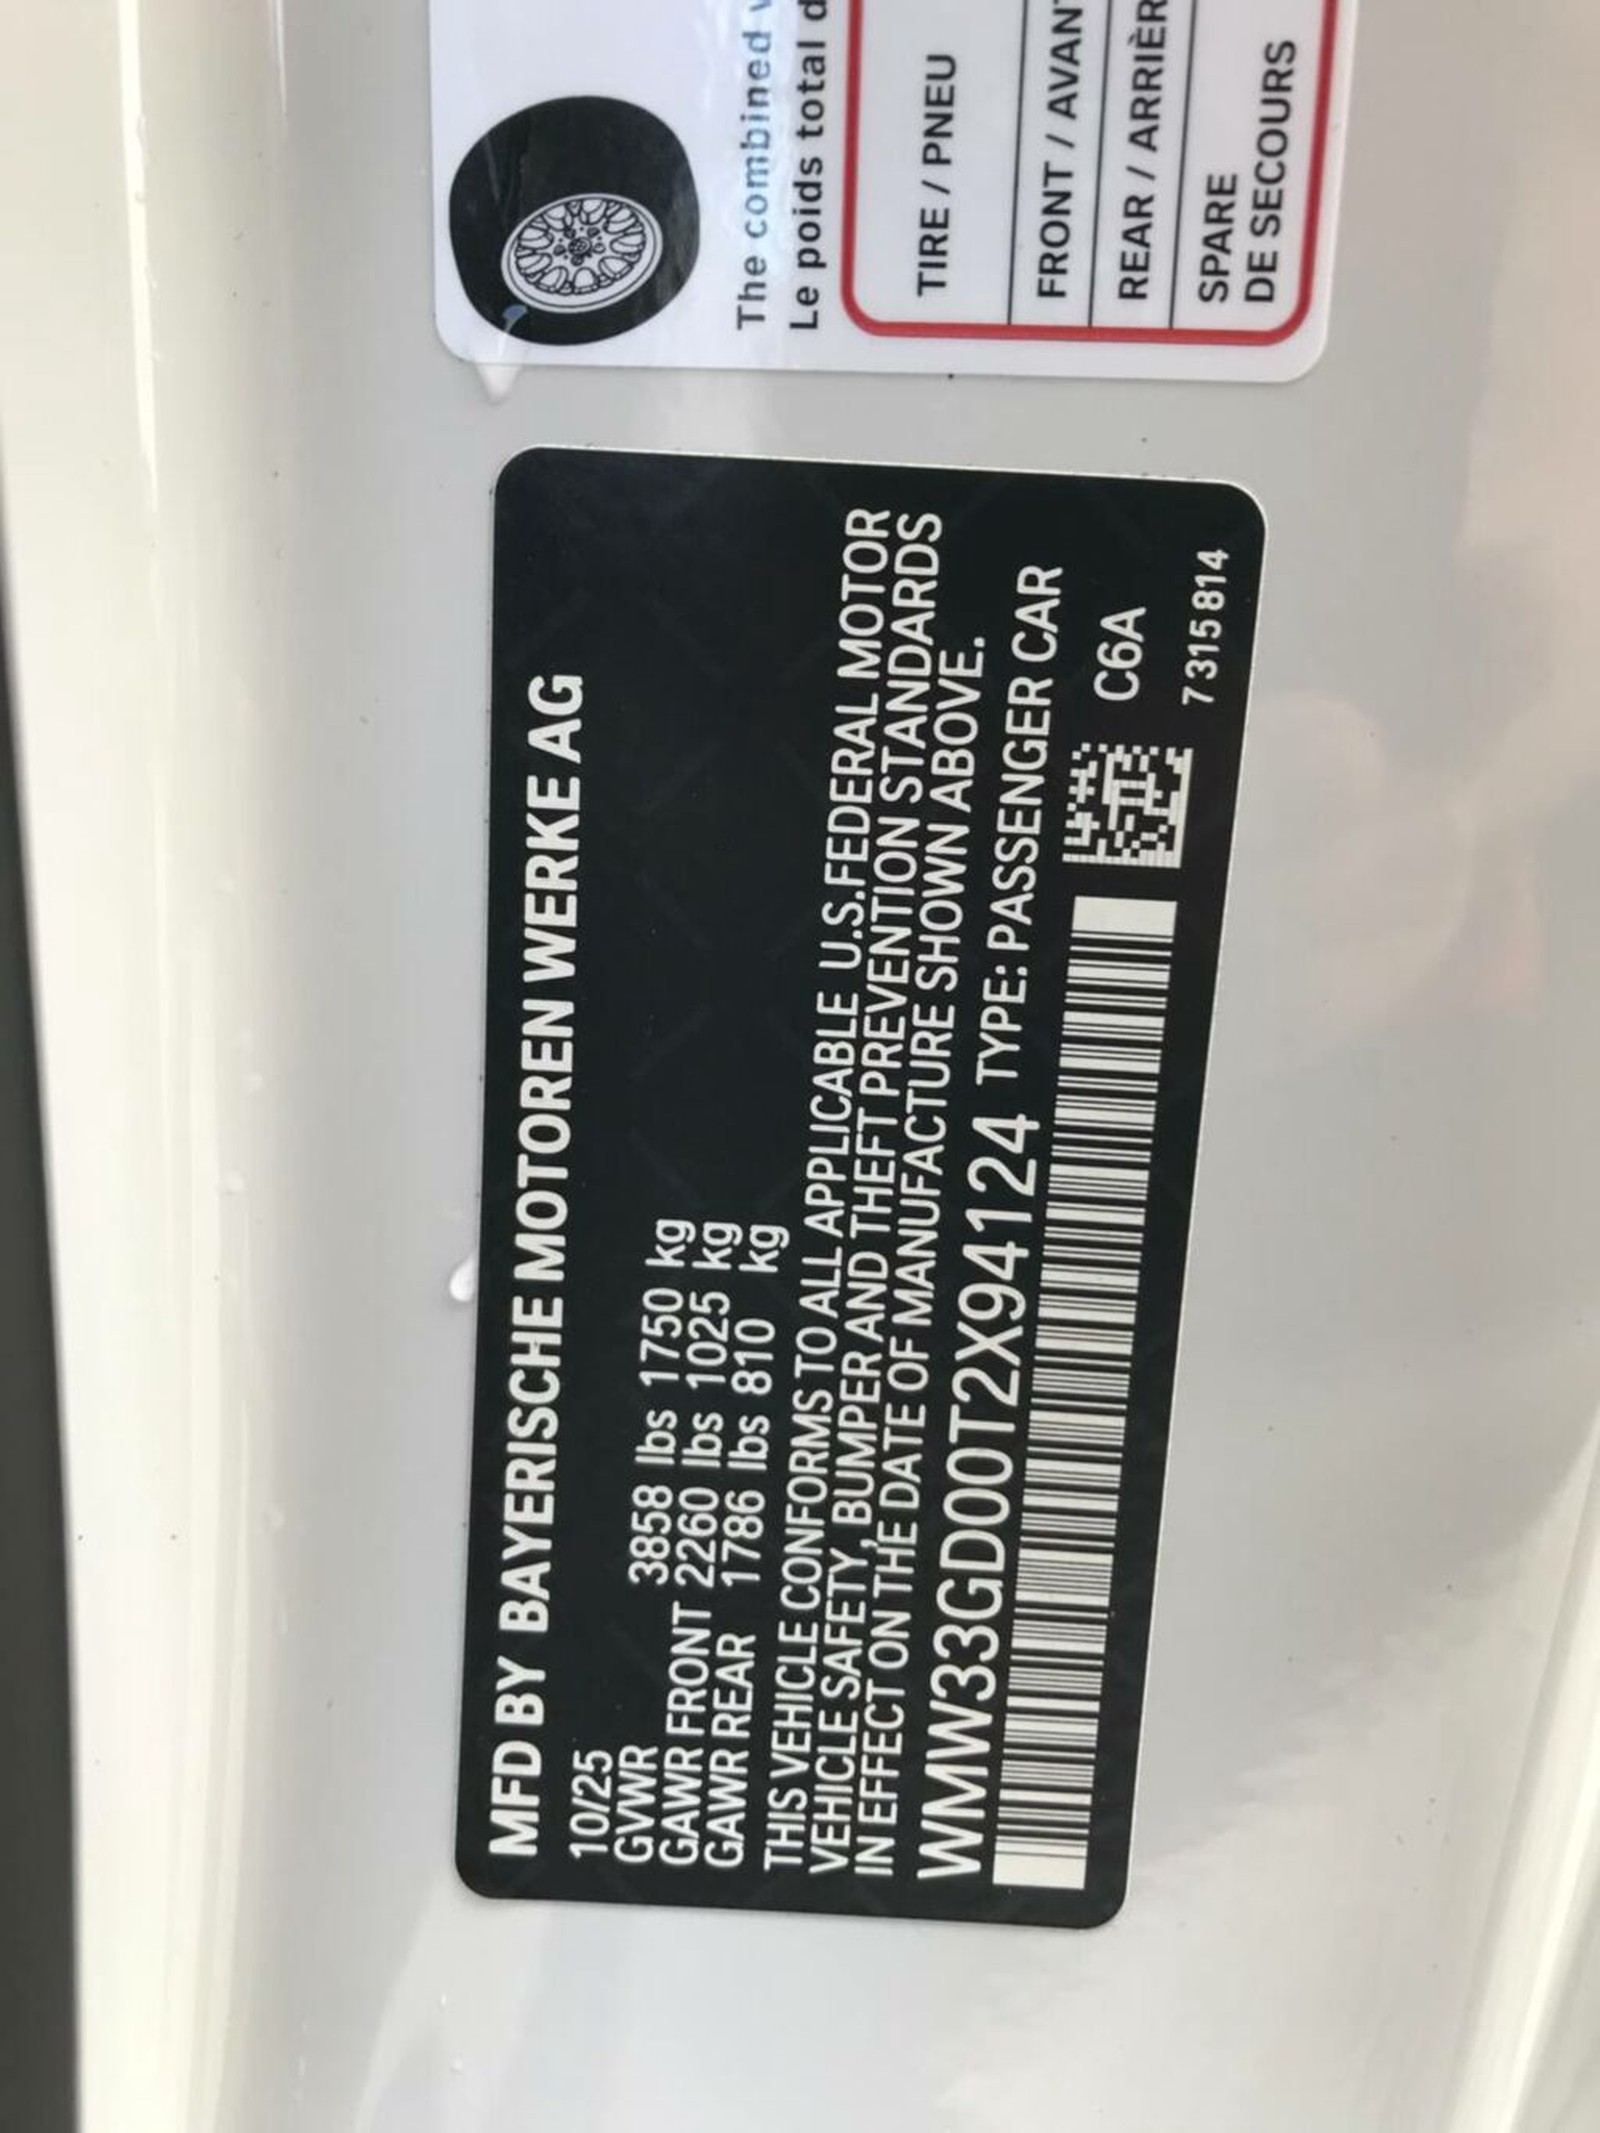 The combined
Le poids total d
TIRE / PNEU
FRONT / AVANT
REAR / ARRIÈR
SPARE
DE SECOURS
MFD BY BAYERISCHE MOTOREN WERKE AG
10/25
GVWR 3858 lbs 1750 kg
GAWR FRONT 2260 lbs 1025 kg
GAWR REAR 1786 lbs 810 kg
THIS VEHICLE CONFORMS TO ALL APPLICABLE U.S.FEDERAL MOTOR
VEHICLE SAFETY, BUMPER AND THEFT PREVENTION STANDARDS
IN EFFECT ON THE DATE OF MANUFACTURE SHOWN ABOVE.
WMW33GD00T2X94124 TYPE: PASSENGER CAR
C6A
7315814